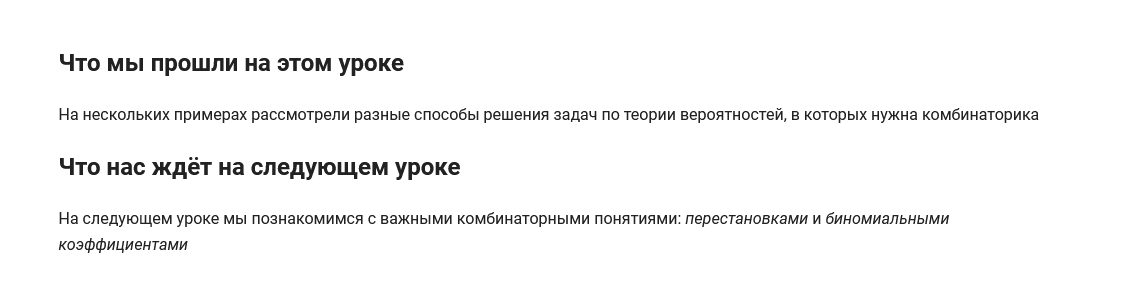 Что мы прошли на этом уроке
На нескольких примерах рассмотрели разные способы решения задач по теории вероятностей, в которых нужна комбинаторика
Что нас ждёт на следующем уроке
На следующем уроке мы познакомимся с важными комбинаторными понятиями: перестановками и биномиальными
коэффициентами